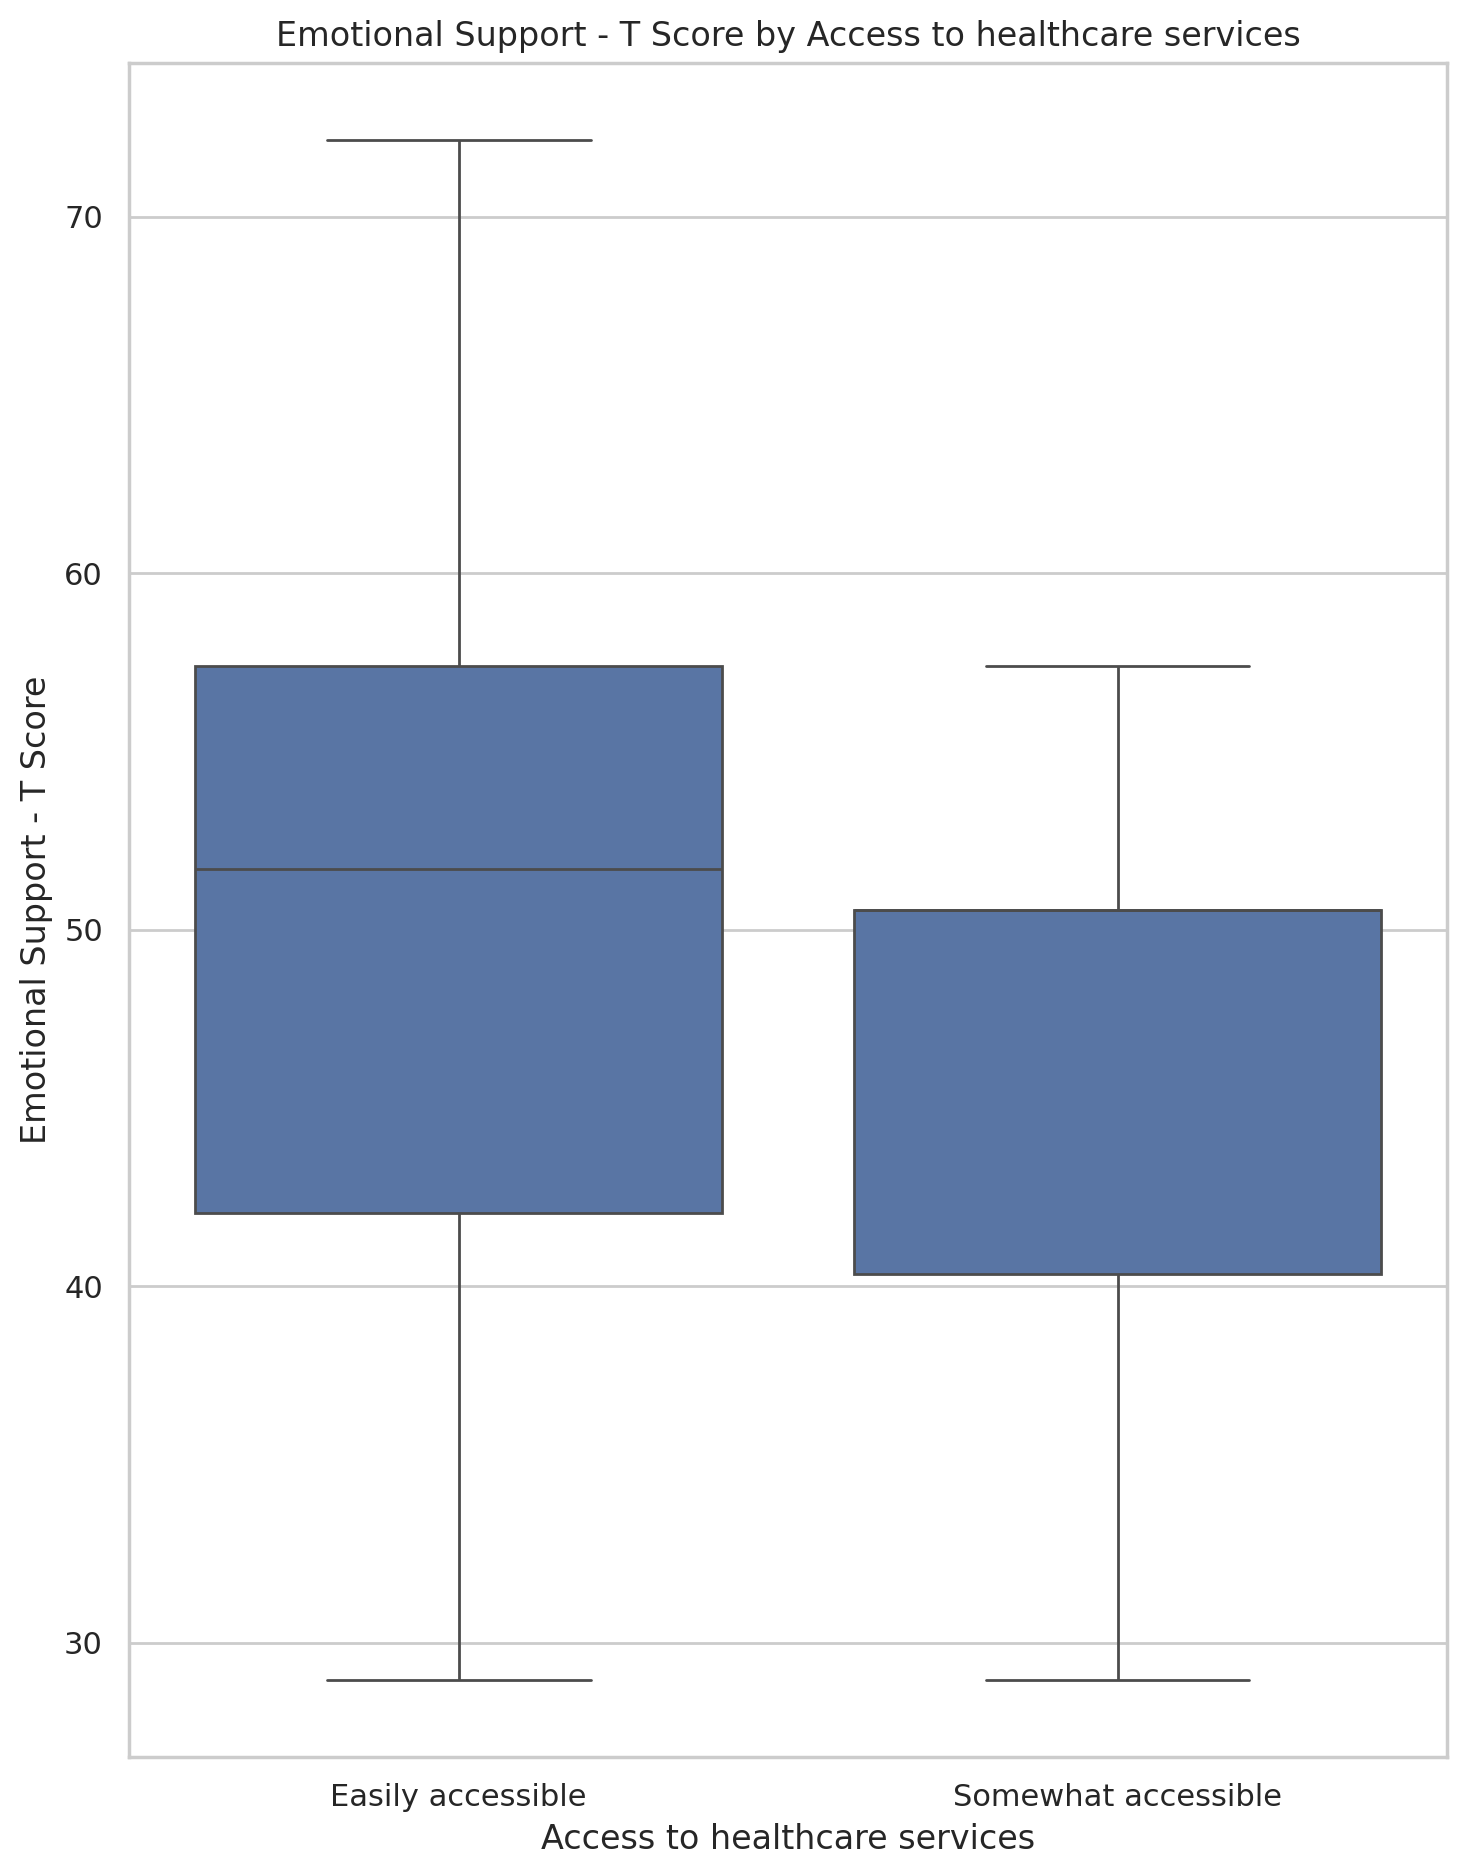 Emotional Support - T Score by Access to healthcare services
Emotional Support - T Score
70
60
50
40
30
Easily accessible
Somewhat accessible
Access to healthcare services